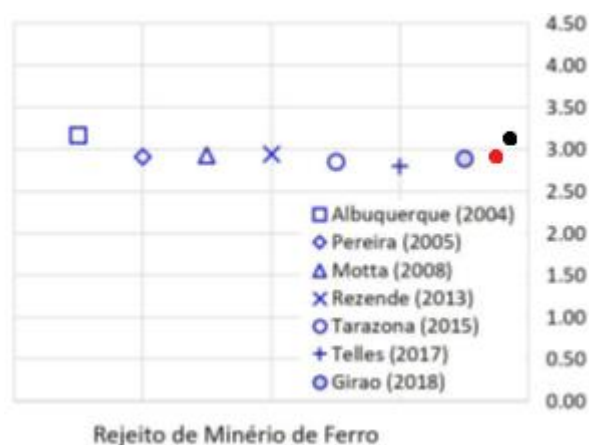 4.50
4.00
3.50
3.00
2.50
2.00
1.50
1.00
0.50
0.00
Albuquerque (2004)
Pereira (2005)
Motta (2008)
Rezende (2013)
Tarazona (2015)
Telles (2017)
Girao (2018)
Rejeito de Minério de Ferro